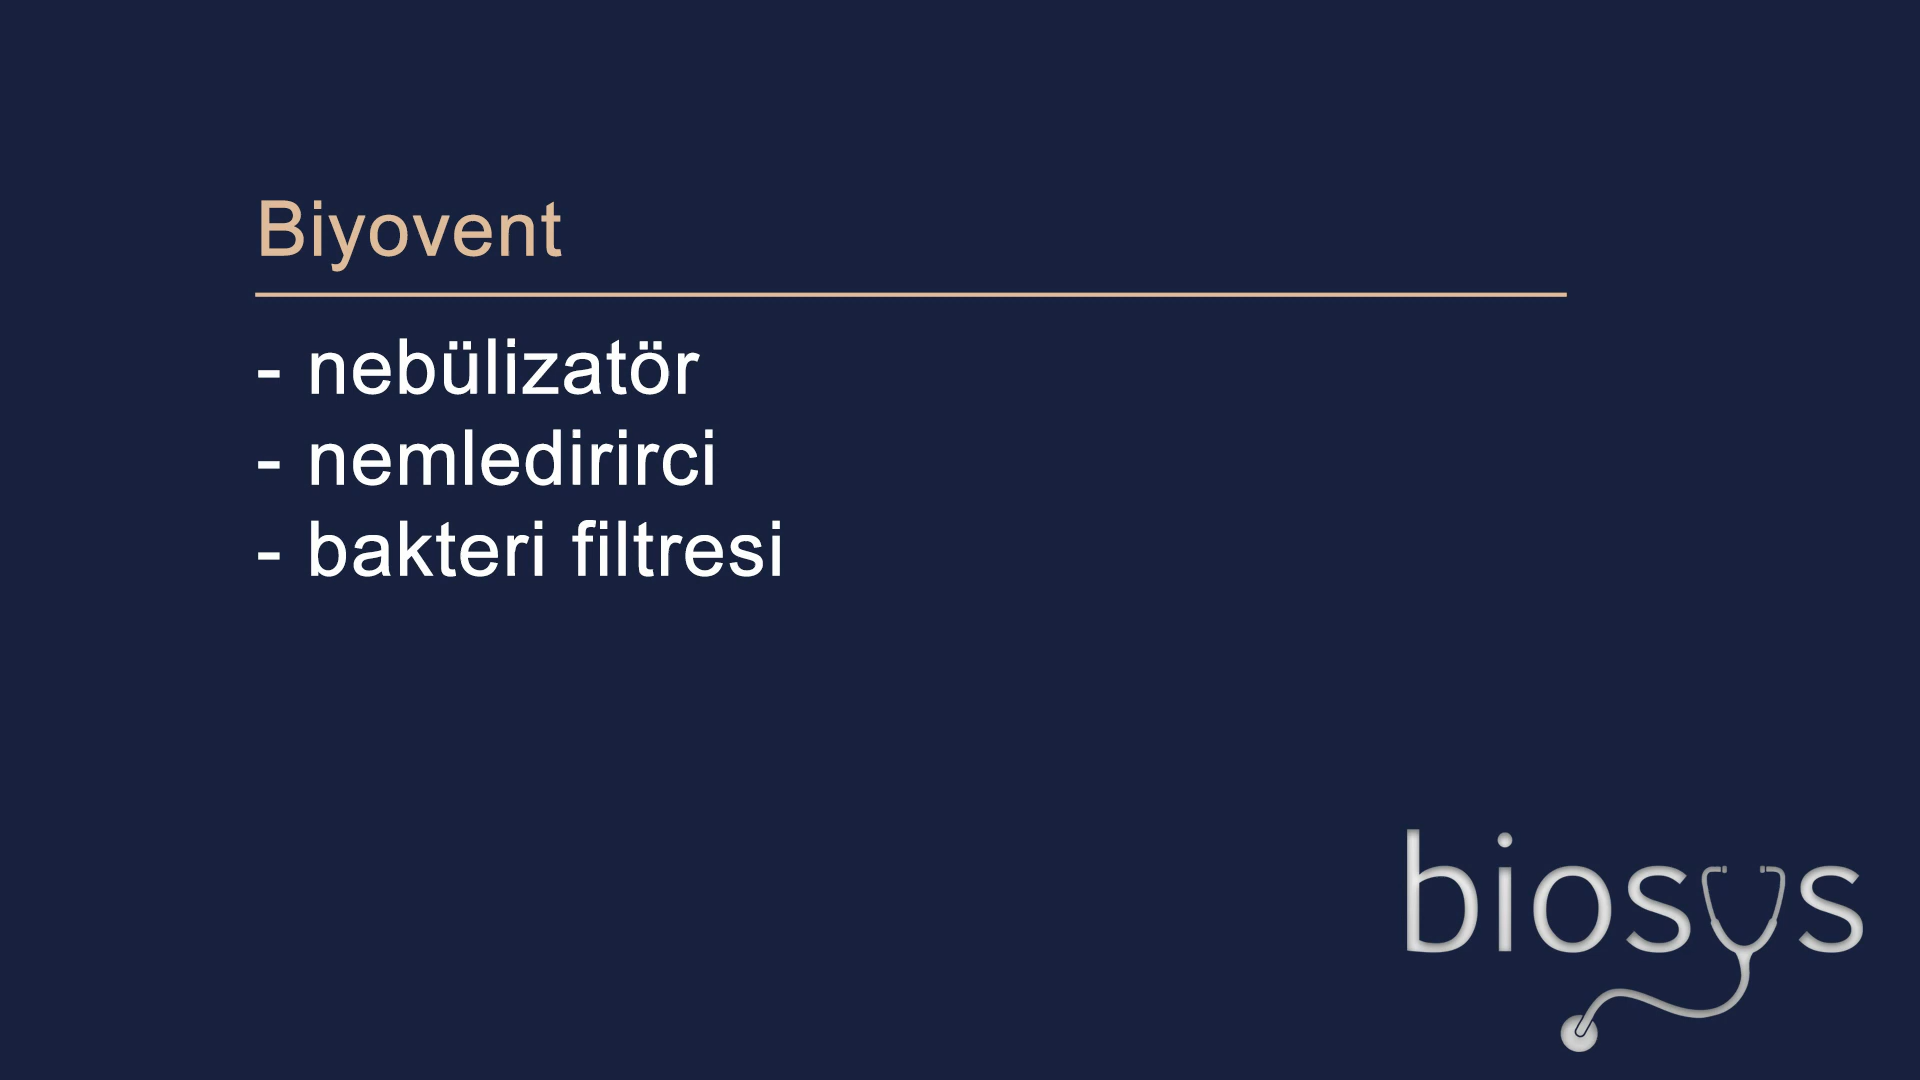 Biyovent
- nebülizatör
- nemledirirci
- bakteri filtresi
biosys